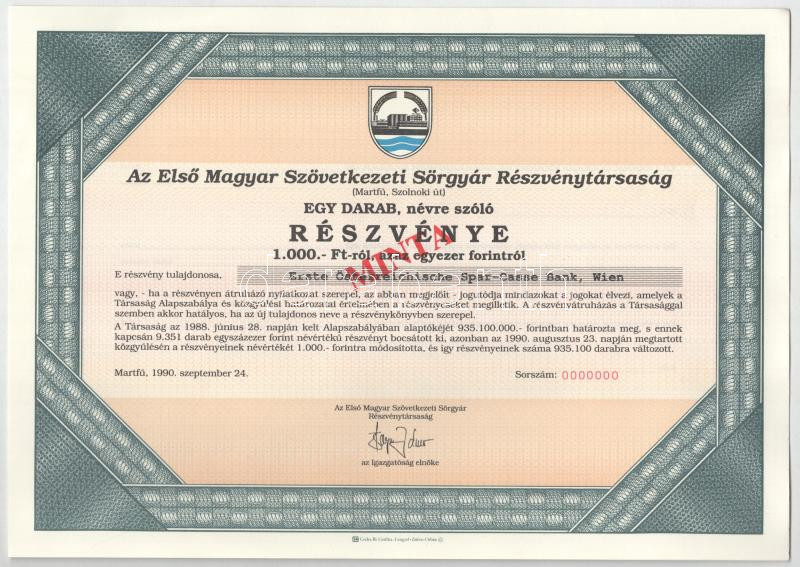 Az Első Magyar Szövetkezeti Sörgyár Részvénytársaság
(Martfű, Szolnoki út)
EGY DARAB, névre szóló
RÉSZVÉNYE
1.000.- Ft-ról, azaz egyezer forintról
MINTA
E részvény tulajdonosa, Erste Österreichische Spar-Casse Bank, Wien
vagy, - ha a részvényen átruházó nyilatkozat szerepel, az abban megjelölt - jogutódja mindazokat a jogokat élvezi, amelyek a
Társaság Alapszabálya és közgyűlési határozatai értelmében a részvényeseket megilletik. A részvényátruházás a Társasággal
szemben akkor hatályos, ha az új tulajdonos neve a részvénykönyvben szerepel.
A Társaság az 1988. június 28. napján kelt Alapszabályában alaptőkéjét 935.100.000.- forintban határozta meg, s ennek
kapcsán 9.351 darab egyszázezer forint névértékű részvényt bocsátott ki, azonban az 1990. augusztus 23. napján megtartott
közgyűlésén a részvényeinek névértékét 1.000.- forintra módosította, és így részvényeinek száma 935.100 darabra változott.
Martfű, 1990. szeptember 24. Sorszám: 0000000
Az Első Magyar Szövetkezeti Sörgyár
Részvénytársaság
az Igazgatóság elnöke